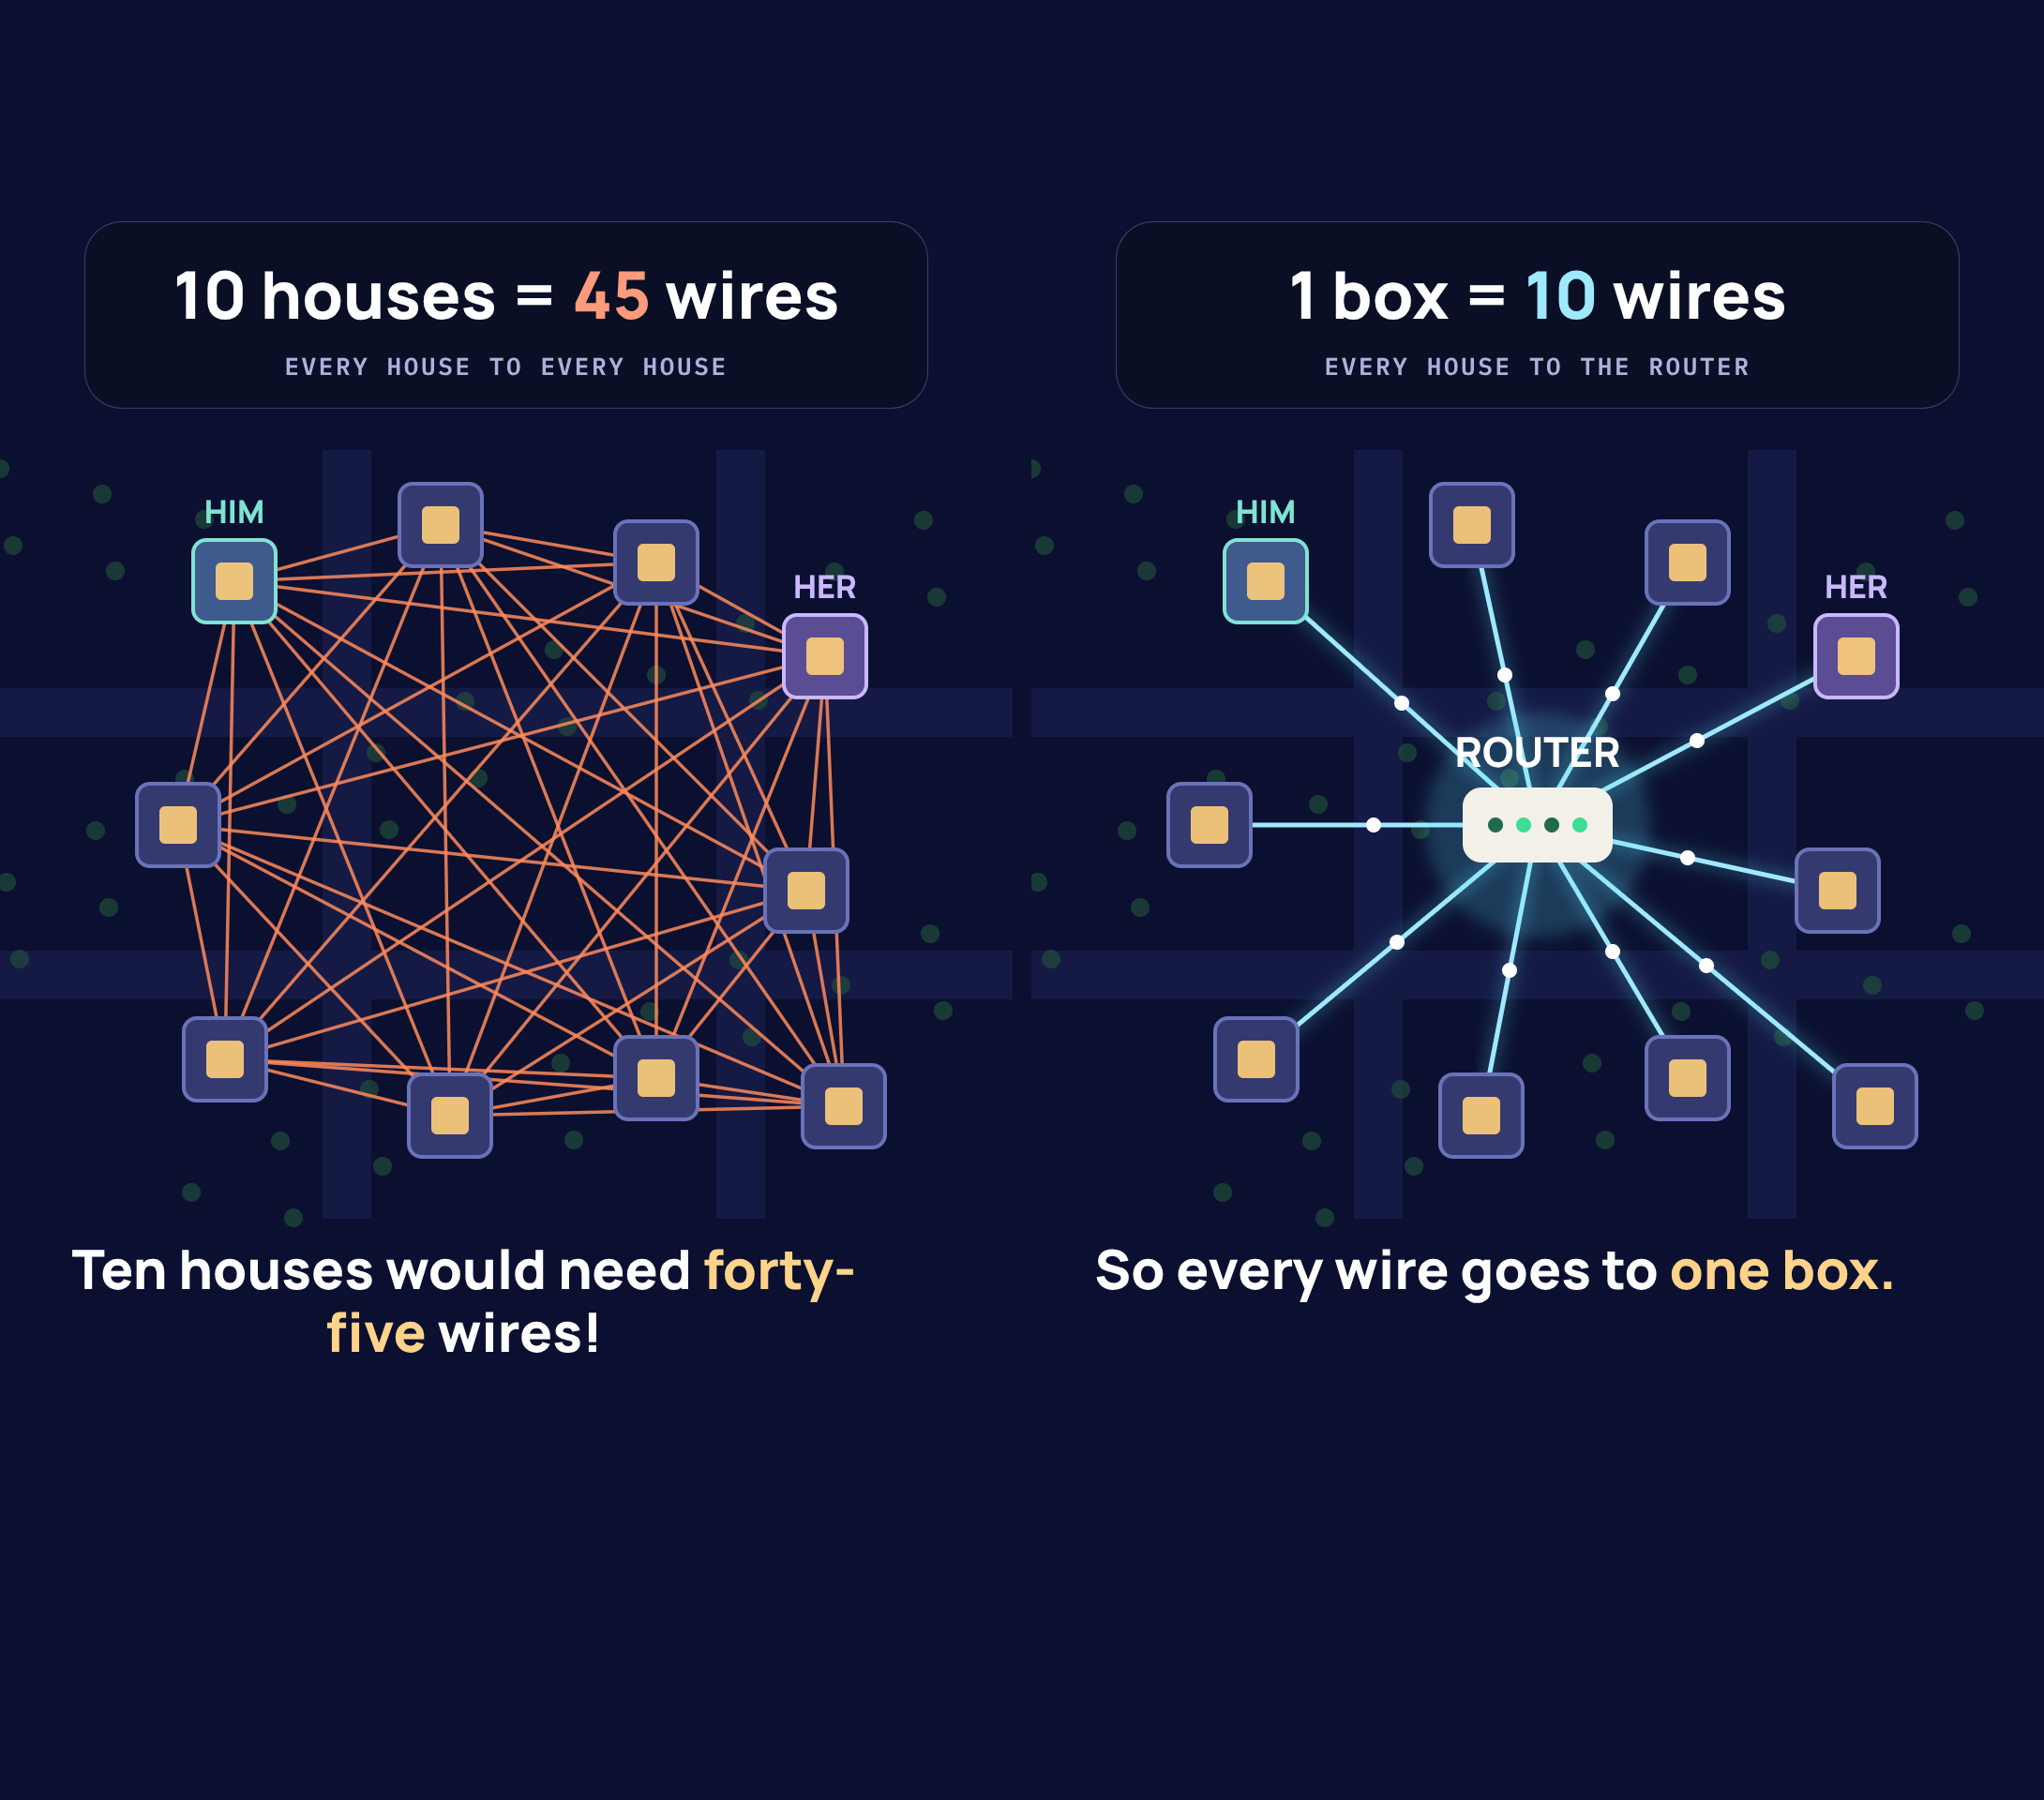 10 houses = 45 wires
EVERY HOUSE TO EVERY HOUSE
HIM
HER
Ten houses would need forty-
five wires!
1 box = 10 wires
EVERY HOUSE TO THE ROUTER
HIM
HER
ROUTER
So every wire goes to one box.